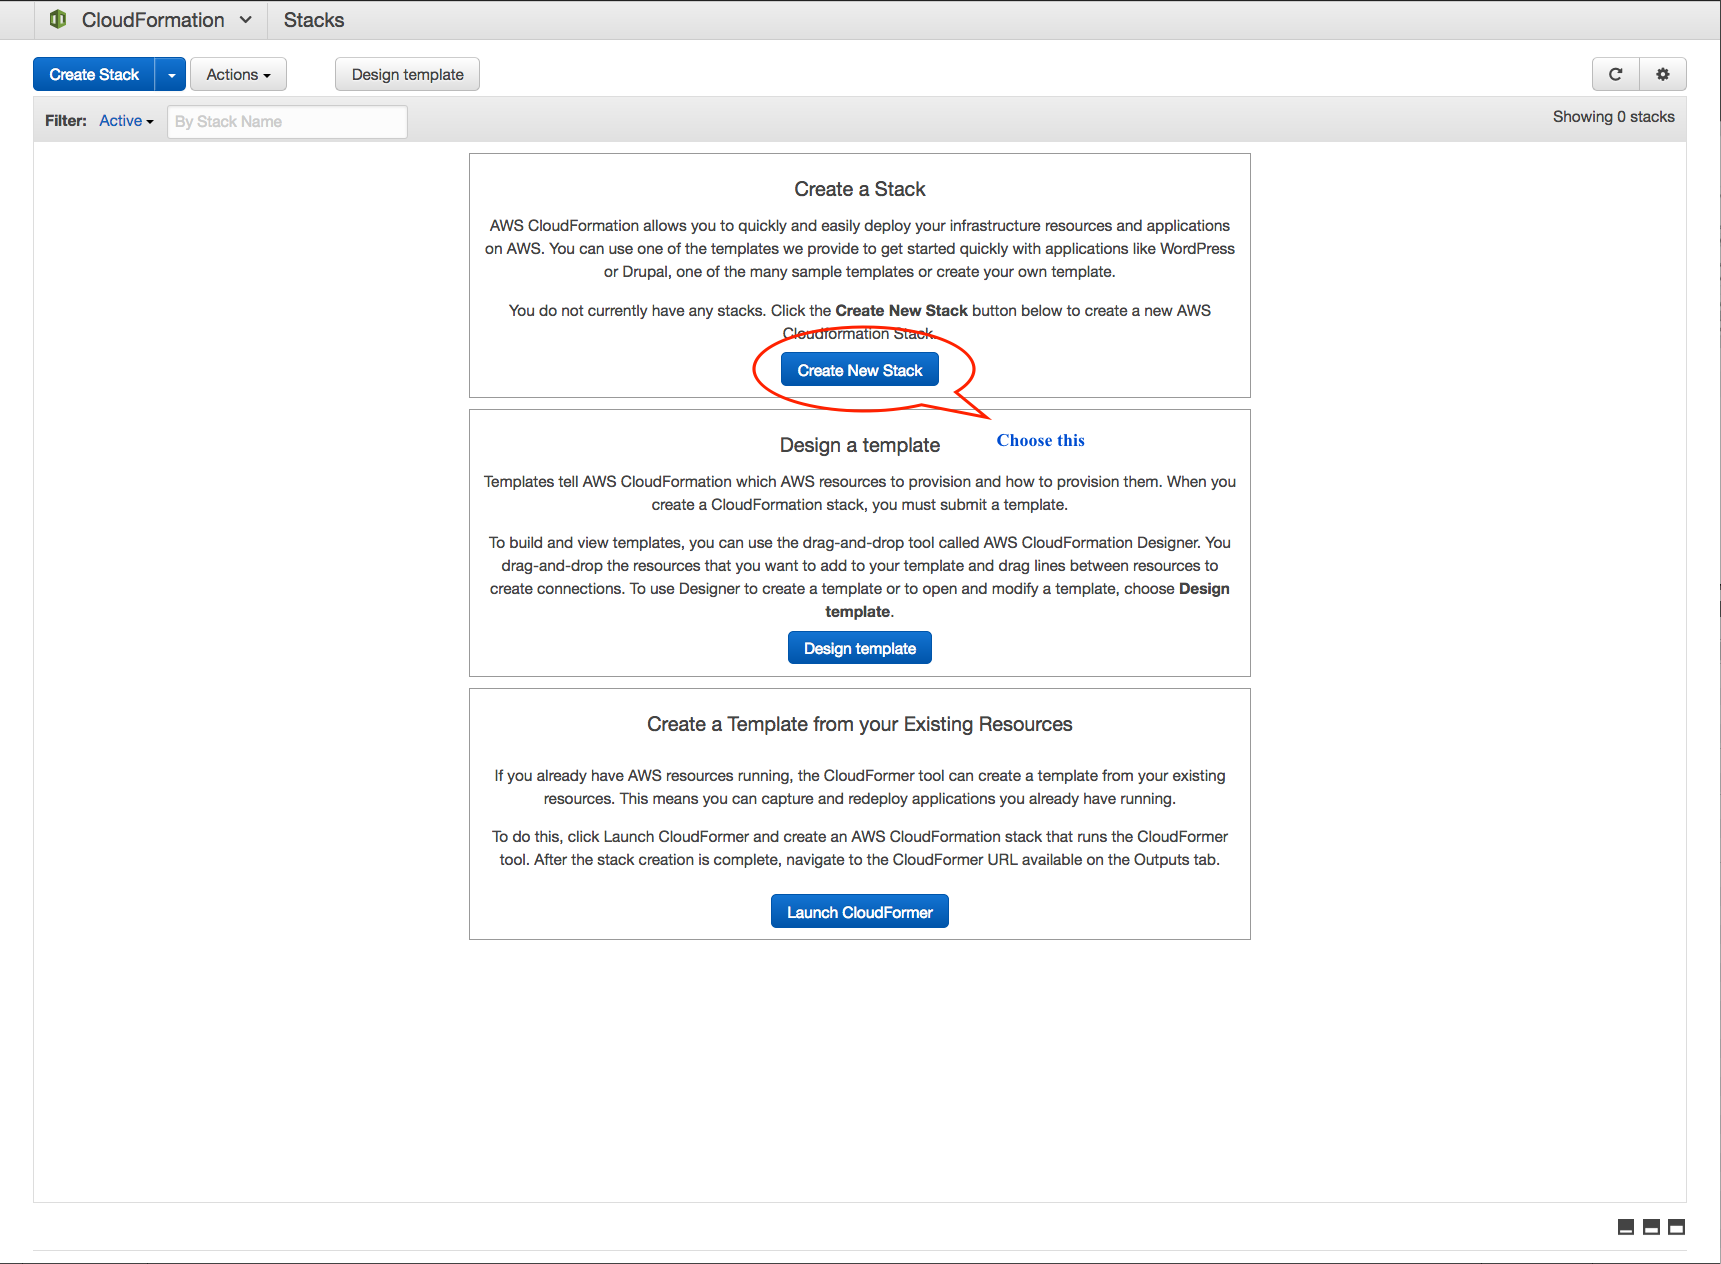 CloudFormation Stacks
Create Stack Actions Design template
Filter: Active By Stack Name Showing 0 stacks
Create a Stack
AWS CloudFormation allows you to quickly and easily deploy your infrastructure resources and applications
on AWS. You can use one of the templates we provide to get started quickly with applications like WordPress
or Drupal, one of the many sample templates or create your own template.
You do not currently have any stacks. Click the Create New Stack button below to create a new AWS
Cloudformation Stack.
Create New Stack
Choose this
Design a template
Templates tell AWS CloudFormation which AWS resources to provision and how to provision them. When you
create a CloudFormation stack, you must submit a template.
To build and view templates, you can use the drag-and-drop tool called AWS CloudFormation Designer. You
drag-and-drop the resources that you want to add to your template and drag lines between resources to
create connections. To use Designer to create a template or to open and modify a template, choose Design
template.
Design template
Create a Template from your Existing Resources
If you already have AWS resources running, the CloudFormer tool can create a template from your existing
resources. This means you can capture and redeploy applications you already have running.
To do this, click Launch CloudFormer and create an AWS CloudFormation stack that runs the CloudFormer
tool. After the stack creation is complete, navigate to the CloudFormer URL available on the Outputs tab.
Launch CloudFormer